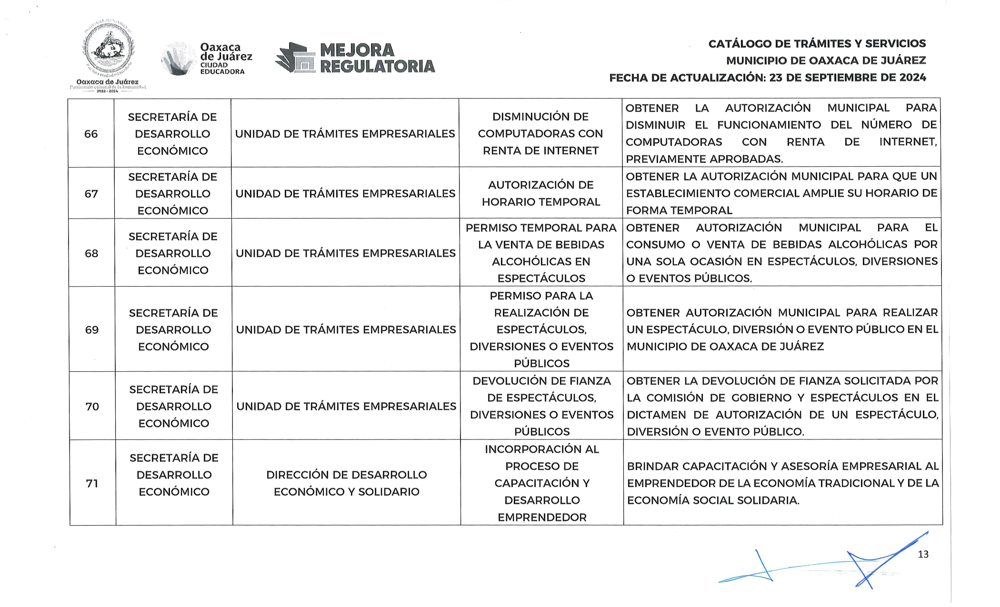 Oaxaca de Juárez
Patrimonio cultural de la humanidad
2022 - 2024
Oaxaca
de Juárez
CIUDAD
EDUCADORA
MEJORA
REGULATORIA
CATÁLOGO DE TRÁMITES Y SERVICIOS
MUNICIPIO DE OAXACA DE JUÁREZ
FECHA DE ACTUALIZACIÓN: 23 DE SEPTIEMBRE DE 2024
66
SECRETARÍA DE
DESARROLLO
ECONÓMICO
UNIDAD DE TRÁMITES EMPRESARIALES
DISMINUCIÓN DE
COMPUTADORAS CON
RENTA DE INTERNET
OBTENER LA AUTORIZACIÓN MUNICIPAL PARA
DISMINUIR EL FUNCIONAMIENTO DEL NÚMERO DE
COMPUTADORAS CON RENTA DE INTERNET,
PREVIAMENTE APROBADAS.
67
SECRETARÍA DE
DESARROLLO
ECONÓMICO
UNIDAD DE TRÁMITES EMPRESARIALES
AUTORIZACIÓN DE
HORARIO TEMPORAL
OBTENER LA AUTORIZACIÓN MUNICIPAL PARA QUE UN
ESTABLECIMIENTO COMERCIAL AMPLIE SU HORARIO DE
FORMA TEMPORAL
68
SECRETARÍA DE
DESARROLLO
ECONÓMICO
UNIDAD DE TRÁMITES EMPRESARIALES
PERMISO TEMPORAL PARA
LA VENTA DE BEBIDAS
ALCOHÓLICAS EN
ESPECTÁCULOS
OBTENER AUTORIZACIÓN MUNICIPAL PARA EL
CONSUMO O VENTA DE BEBIDAS ALCOHÓLICAS POR
UNA SOLA OCASIÓN EN ESPECTÁCULOS, DIVERSIONES
O EVENTOS PÚBLICOS.
69
SECRETARÍA DE
DESARROLLO
ECONÓMICO
UNIDAD DE TRÁMITES EMPRESARIALES
PERMISO PARA LA
REALIZACIÓN DE
ESPECTÁCULOS,
DIVERSIONES O EVENTOS
PÚBLICOS
OBTENER AUTORIZACIÓN MUNICIPAL PARA REALIZAR
UN ESPECTÁCULO, DIVERSIÓN O EVENTO PÚBLICO EN EL
MUNICIPIO DE OAXACA DE JUÁREZ
70
SECRETARÍA DE
DESARROLLO
ECONÓMICO
UNIDAD DE TRÁMITES EMPRESARIALES
DEVOLUCIÓN DE FIANZA
DE ESPECTÁCULOS,
DIVERSIONES O EVENTOS
PÚBLICOS
OBTENER LA DEVOLUCIÓN DE FIANZA SOLICITADA POR
LA COMISIÓN DE GOBIERNO Y ESPECTÁCULOS EN EL
DICTAMEN DE AUTORIZACIÓN DE UN ESPECTÁCULO,
DIVERSIÓN O EVENTO PÚBLICO.
71
SECRETARÍA DE
DESARROLLO
ECONÓMICO
DIRECCIÓN DE DESARROLLO
ECONÓMICO Y SOLIDARIO
INCORPORACIÓN AL
PROCESO DE
CAPACITACIÓN Y
DESARROLLO
EMPRENDEDOR
BRINDAR CAPACITACIÓN Y ASESORÍA EMPRESARIAL AL
EMPRENDEDOR DE LA ECONOMÍA TRADICIONAL Y DE LA
ECONOMÍA SOCIAL SOLIDARIA.
13